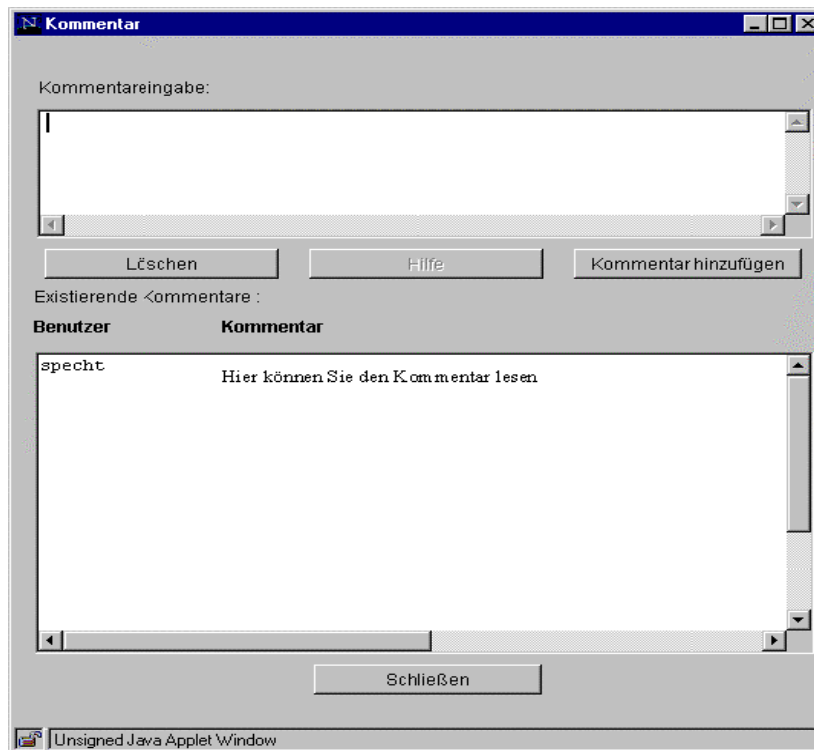 Kommentar
Kommentareingabe:
Löschen Hilfe Kommentar hinzufügen
Existierende Kommentare :
Benutzer Kommentar
specht Hier können Sie den Kommentar lesen
Schließen
Unsigned Java Applet Window